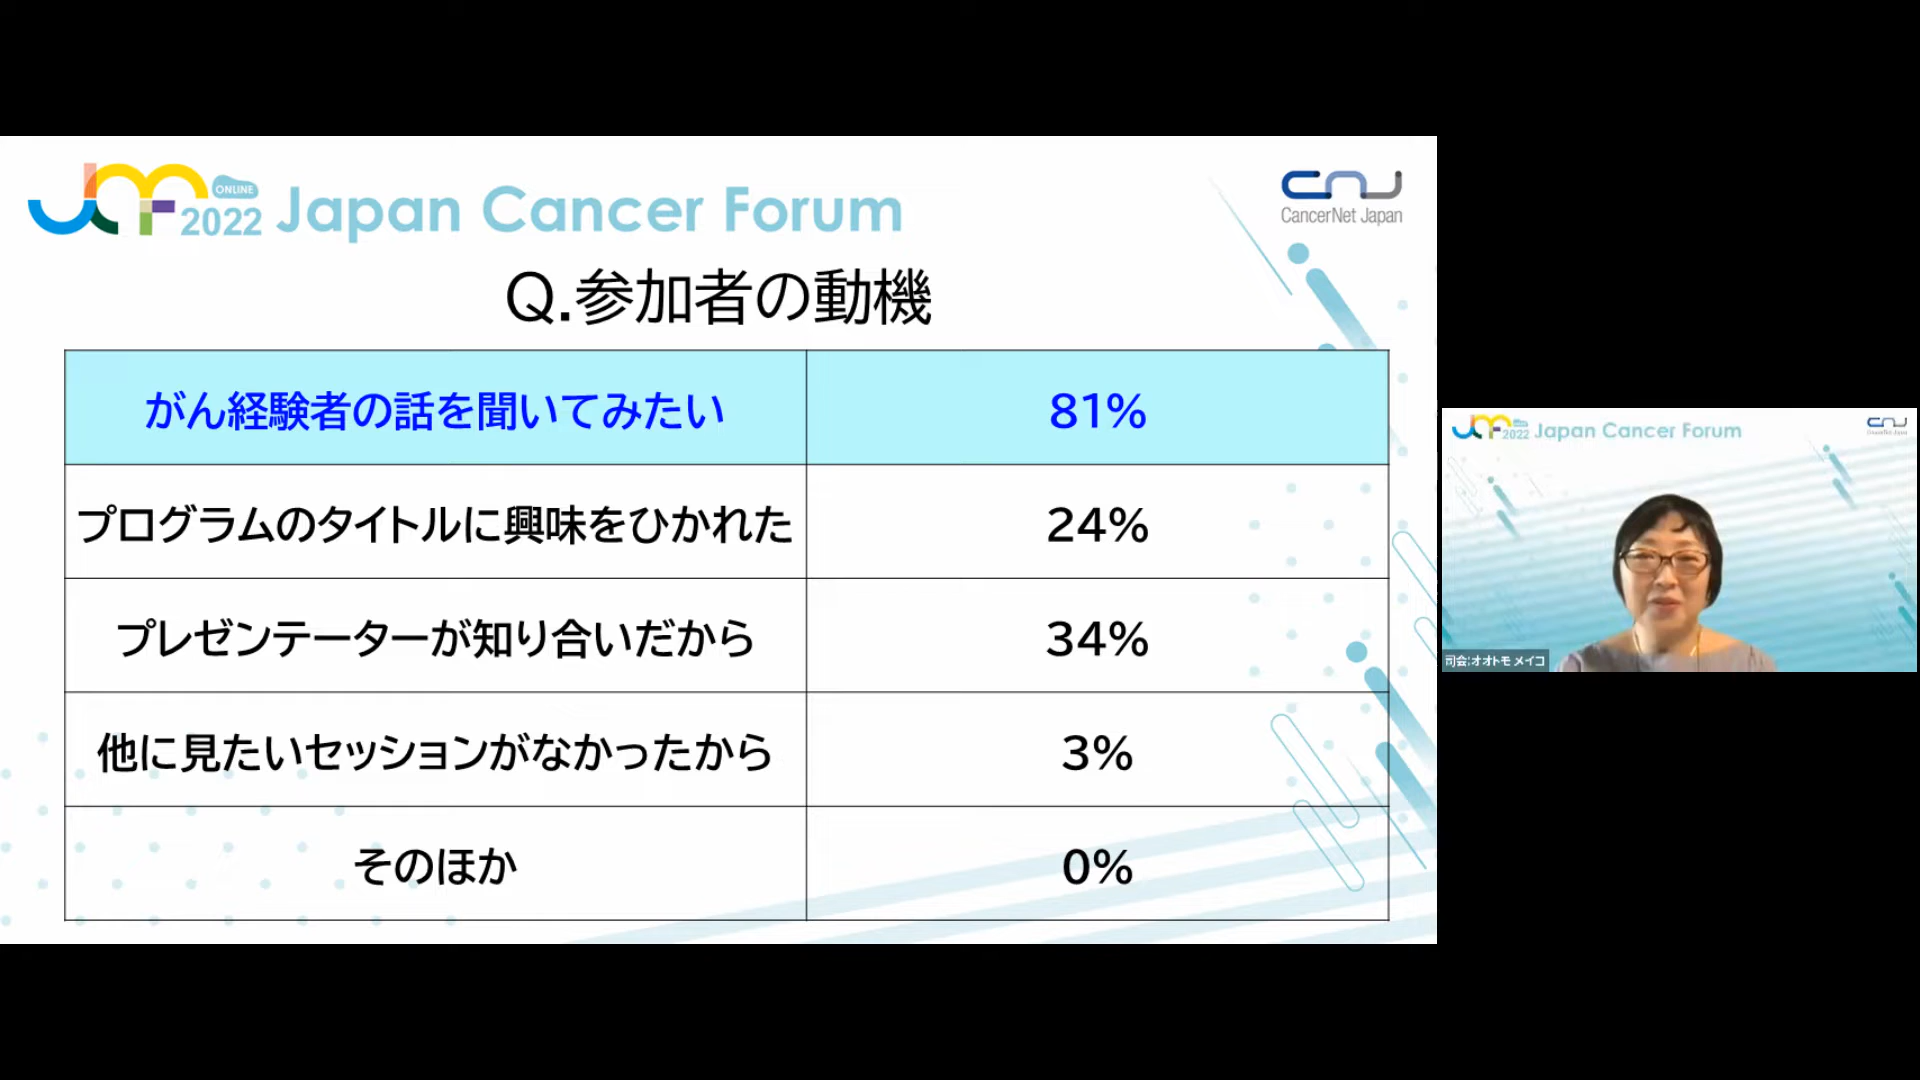 JCF ONLINE 2022 Japan Cancer Forum
CNJ
CancerNet Japan
Q.参加者の動機
がん経験者の話を聞いてみたい 81%
プログラムのタイトルに興味をひかれた 24%
プレゼンテーターが知り合いだから 34%
他に見たいセッションがなかったから 3%
そのほか 0%
JCF 2022 Japan Cancer Forum
CNJ
司会:オオトモ メイコ